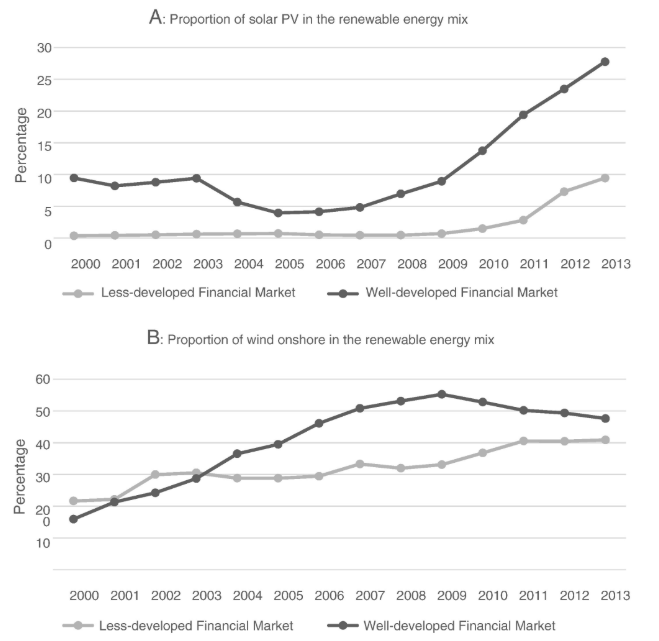 A: Proportion of solar PV in the renewable energy mix
30
25
20
15
10
5
0
Percentage
2000 2001 2002 2003 2004 2005 2006 2007 2008 2009 2010 2011 2012 2013
Less-developed Financial Market Well-developed Financial Market
B: Proportion of wind onshore in the renewable energy mix
60
50
40
30
20
0
10
Percentage
2000 2001 2002 2003 2004 2005 2006 2007 2008 2009 2010 2011 2012 2013
Less-developed Financial Market Well-developed Financial Market